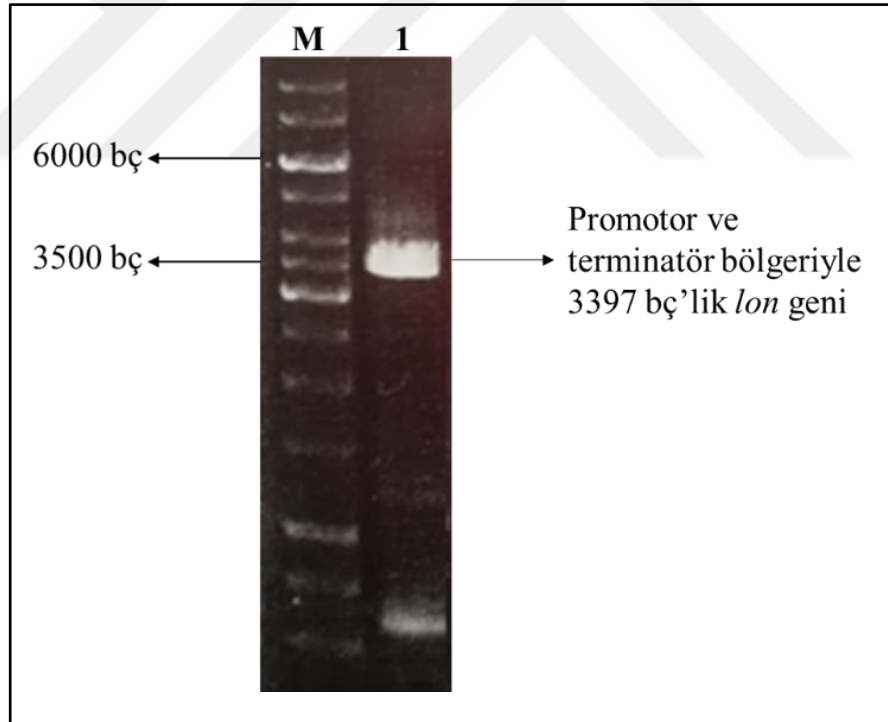 M 1
6000 bç
3500 bç
Promotor ve
terminatör bölgeriyle
3397 bç’lik lon geni